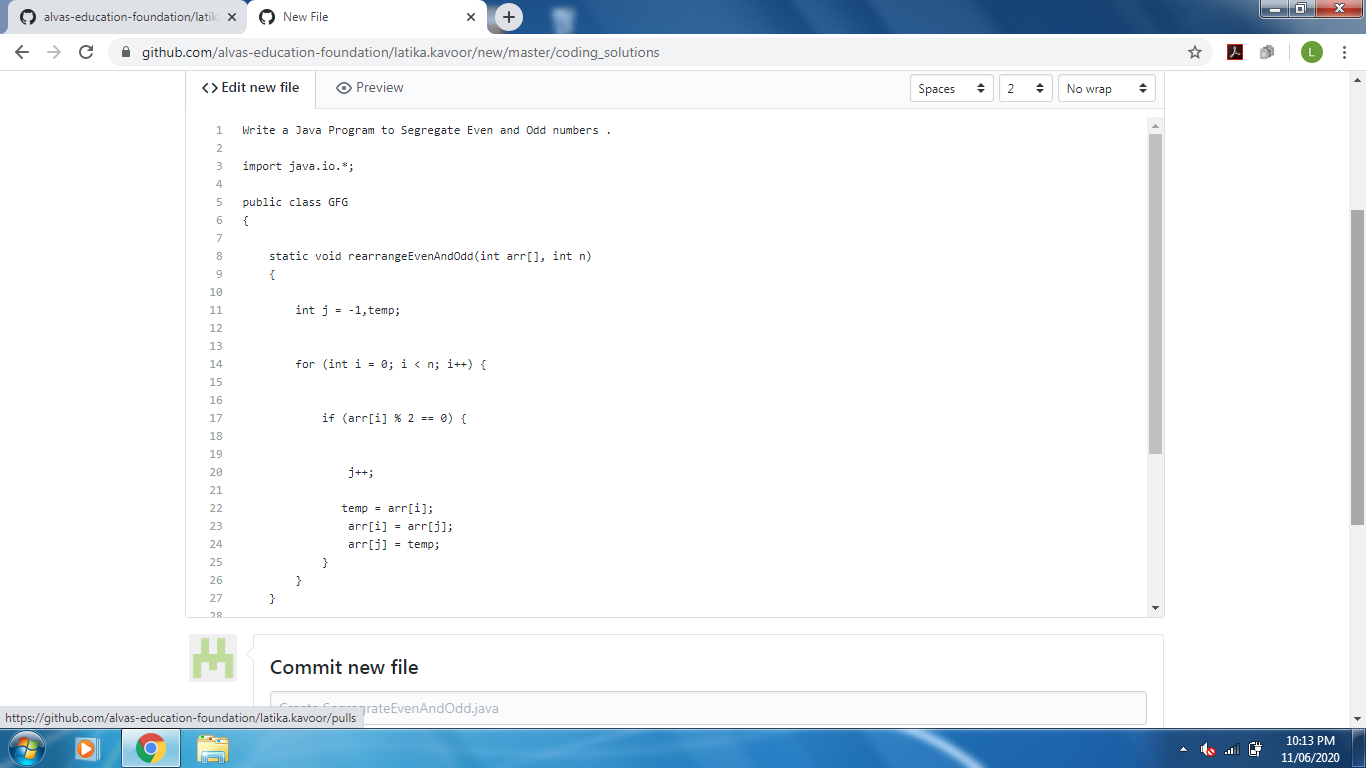 alvas-education-foundation/latik
New File
github.com/alvas-education-foundation/latika.kavoor/new/master/coding_solutions
L
<> Edit new file
Preview
Spaces
2
No wrap
1 Write a Java Program to Segregate Even and Odd numbers .
2
3 import java.io.*;
4
5 public class GFG
6 {
7
8 static void rearrangeEvenAndOdd(int arr[], int n)
9 {
10
11 int j = -1,temp;
12
13
14 for (int i = 0; i < n; i++) {
15
16
17 if (arr[i] % 2 == 0) {
18
19
20 j++;
21
22 temp = arr[i];
23 arr[i] = arr[j];
24 arr[j] = temp;
25 }
26 }
27 }
28
Commit new file
Create SegregrateEvenAndOdd.java
https://github.com/alvas-education-foundation/latika.kavoor/pulls
10:13 PM
11/06/2020